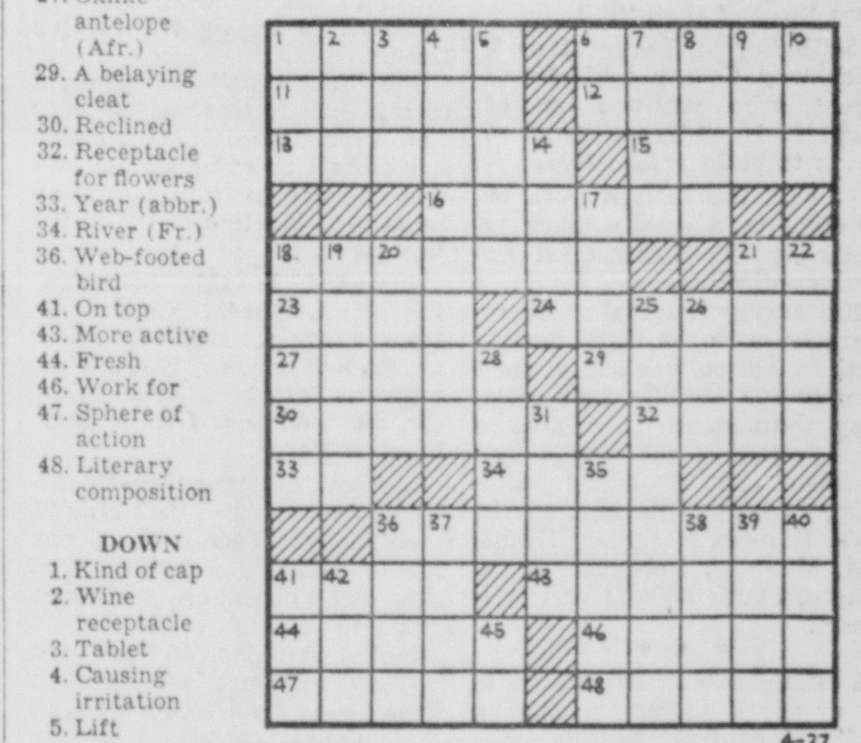 antelope
(Afr.)
29. A belaying
cleat
30. Reclined
32. Receptacle
for flowers
33. Year (abbr.)
34. River (Fr.)
36. Web-footed
bird
41. On top
43. More active
44. Fresh
46. Work for
47. Sphere of
action
48. Literary
composition
DOWN
1. Kind of cap
2. Wine
receptacle
3. Tablet
4. Causing
irritation
5. Lift
1 2 3 4 5 6 7 8 9 10
11 12
13 14 15
16 17
18 19 20 21 22
23 24 25 26
27 28 29
30 31 32
33 34 35
36 37 38 39 40
41 42 43
44 45 46
47 48
4-27